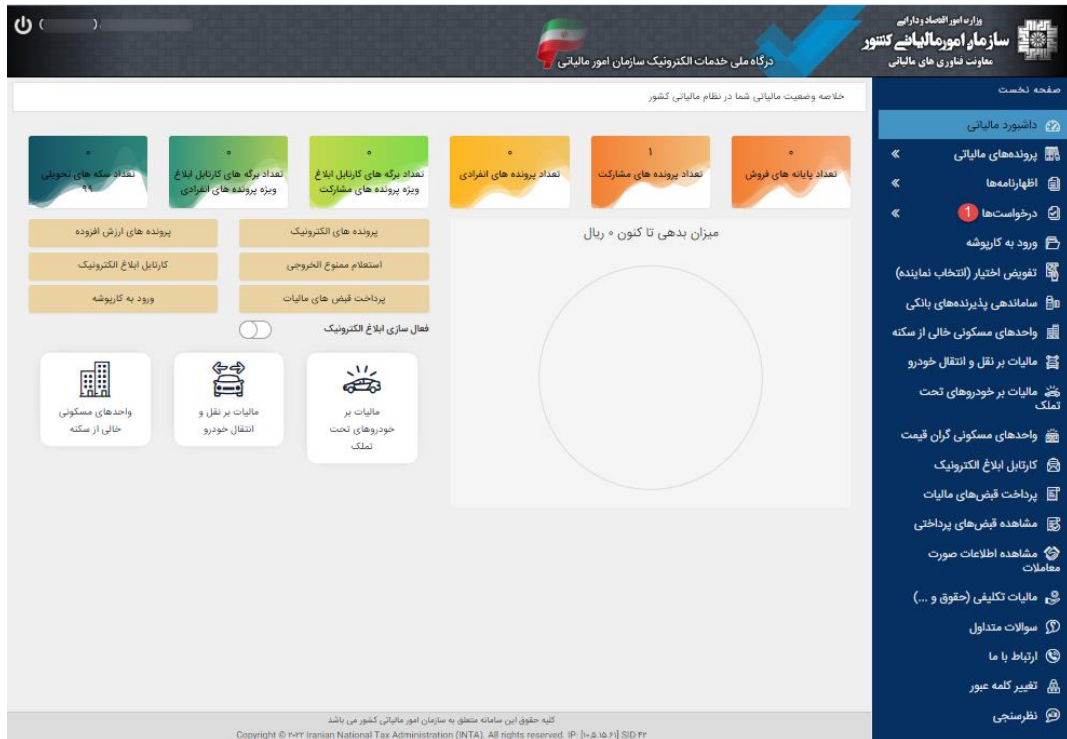 وزارت امور اقتصاد و دارایی
سازمان امور مالیاتی کشور
معاونت فناوری های مالیاتی
درگاه ملی خدمات الکترونیک سازمان امور مالیاتی
صفحه نخست
داشبورد مالیاتی
پرونده‌های مالیاتی
اظهارنامه‌ها
درخواست‌ها 1
ورود به کارپوشه
تفویض اختیار (انتخاب نماینده)
ساماندهی پذیرنده‌های بانکی
واحدهای مسکونی خالی از سکنه
مالیات بر نقل و انتقال خودرو
مالیات بر خودروهای تحت
تملک
واحدهای مسکونی گران قیمت
کارتابل ابلاغ الکترونیک
پرداخت قبض‌های مالیات
مشاهده قبض‌های پرداختی
مشاهده اطلاعات صورت
معاملات
مالیات تکلیفی (حقوق و ...)
سوالات متداول
ارتباط با ما
تغییر کلمه عبور
نظرسنجی
خلاصه وضعیت مالیاتی شما در نظام مالیاتی کشور
۰
تعداد پایانه های فروش
۱
تعداد پرونده های مشارکت
۰
تعداد پرونده های انفرادی
۰
تعداد برگه های کارتابل ابلاغ
ویژه پرونده های مشارکت
۰
تعداد برگه های کارتابل ابلاغ
ویژه پرونده های انفرادی
۰
تعداد سکه های تحویلی
۹۹
میزان بدهی تا کنون ۰ ریال
پرونده های الکترونیک
پرونده های ارزش افزوده
استعلام ممنوع الخروجی
کارتابل ابلاغ الکترونیک
پرداخت قبض های مالیات
ورود به کارپوشه
فعال سازی ابلاغ الکترونیک
مالیات بر
خودروهای تحت
تملک
مالیات بر نقل و
انتقال خودرو
واحدهای مسکونی
خالی از سکنه
کلیه حقوق این سامانه متعلق به سازمان امور مالیاتی کشور می باشد
Copyright © ۲۰۲۲ Iranian National Tax Administration (INTA). All rights reserved. IP: [۱۰.۵.۱۵.۲۱] SID:۴۲